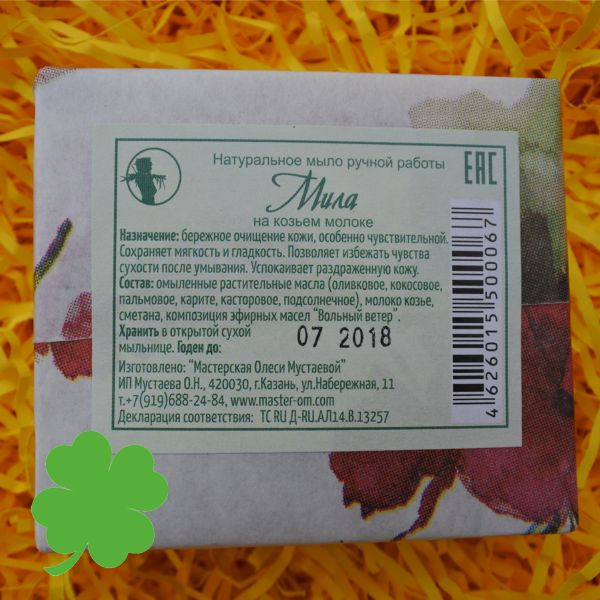 Натуральное мыло ручной работы
ЕАС
Мила
на козьем молоке
Назначение: бережное очищение кожи, особенно чувствительной.
Сохраняет мягкость и гладкость. Позволяет избежать чувства
сухости после умывания. Успокаивает раздраженную кожу.
Состав: омыленные растительные масла (оливковое, кокосовое,
пальмовое, карите, касторовое, подсолнечное), молоко козье,
сметана, композиция эфирных масел "Вольный ветер".
Хранить в открытой сухой
мыльнице. Годен до: 07 2018
Изготовлено: "Мастерская Олеси Мустаевой"
ИП Мустаева О.Н., 420030, г.Казань, ул.Набережная, 11
т.+7(919)688-24-84, www.master-om.com
Декларация соответствия: ТС RU Д-RU.АЛ14.В.13257
4626015500067